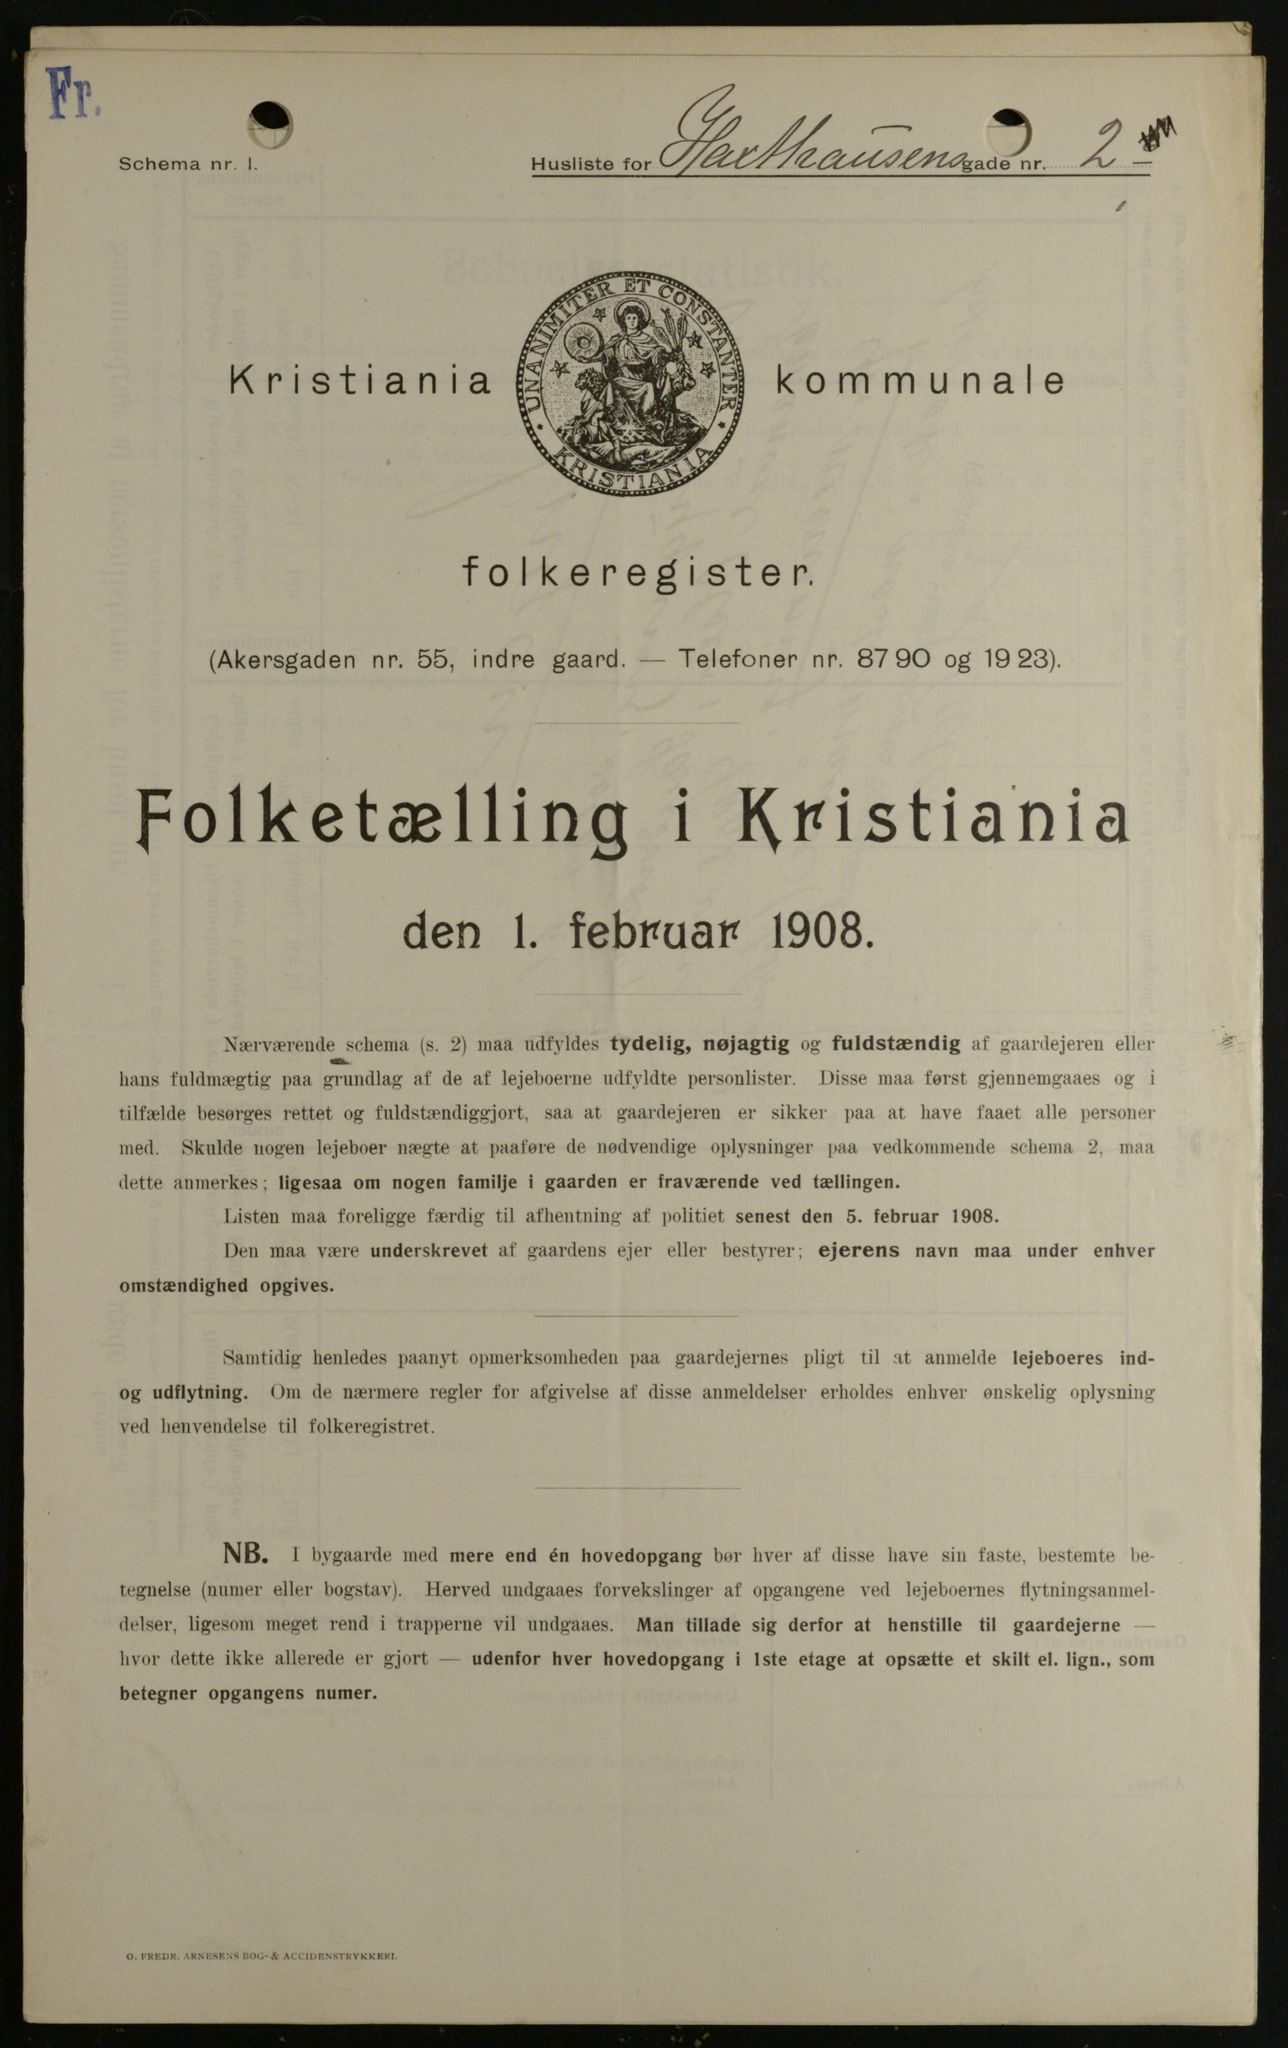 Fr.
Schema nr. 1.
Husliste for Haxthausensgade nr. 2
UNANIMITER ET CONSTANTER
KRISTIANIA
Kristiania kommunale
folkeregister.
(Akersgaden nr. 55, indre gaard. — Telefoner nr. 87 90 og 19 23).
Folketælling i Kristiania
den 1. februar 1908.
Nærværende schema (s. 2) maa udfyldes tydelig, nøjagtig og fuldstændig af gaardejeren eller
hans fuldmægtig paa grundlag af de af lejeboerne udfyldte personlister. Disse maa først gjennemgaaes og i
tilfælde besørges rettet og fuldstændiggjort, saa at gaardejeren er sikker paa at have faaet alle personer
med. Skulde nogen lejeboer nægte at paaføre de nødvendige oplysninger paa vedkommende schema 2, maa
dette anmerkes; ligesaa om nogen familje i gaarden er fraværende ved tællingen.
Listen maa foreligge færdig til afhentning af politiet senest den 5. februar 1908.
Den maa være underskrevet af gaardens ejer eller bestyrer; ejerens navn maa under enhver
omstændighed opgives.
Samtidig henledes paanyt opmerksomheden paa gaardejernes pligt til at anmelde lejeboeres ind-
og udflytning. Om de nærmere regler for afgivelse af disse anmeldelser erholdes enhver ønskelig oplysning
ved henvendelse til folkeregistret.
NB. I bygaarde med mere end én hovedopgang bør hver af disse have sin faste, bestemte be-
tegnelse (numer eller bogstav). Herved undgaaes forvekslinger af opgangene ved lejeboernes flytningsanmel-
delser, ligesom meget rend i trapperne vil undgaaes. Man tillade sig derfor at henstille til gaardejerne —
hvor dette ikke allerede er gjort — udenfor hver hovedopgang i 1ste etage at opsætte et skilt el. lign., som
betegner opgangens numer.
O. FREDR. ARNESENS BOG- & ACCIDENSTRYKKERI.